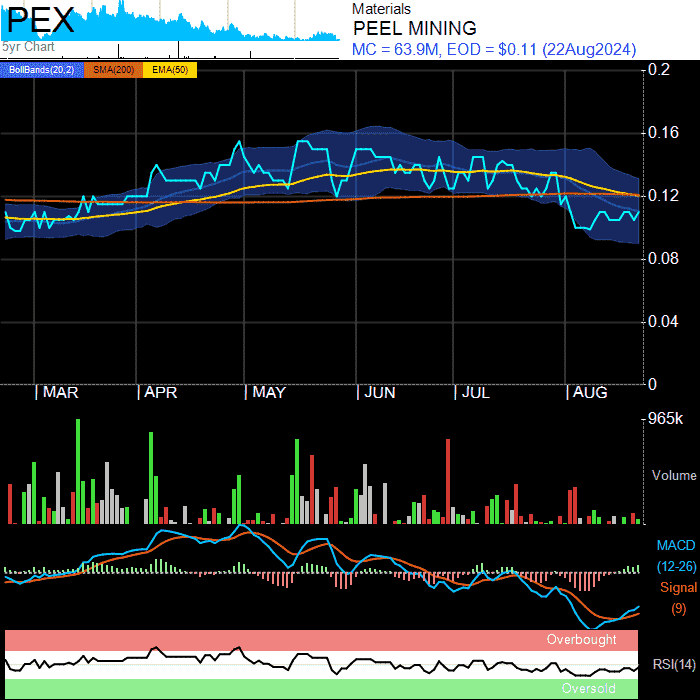 PEX
5yr Chart
Materials
PEEL MINING
MC = 63.9M, EOD = $0.11 (22Aug2024)
BollBands(20,2) SMA(200) EMA(50)
0.2
0.16
0.12
0.08
0.04
0
MAR APR MAY JUN JUL AUG
965k
Volume
MACD
(12-26)
Signal
(9)
Overbought
RSI(14)
Oversold